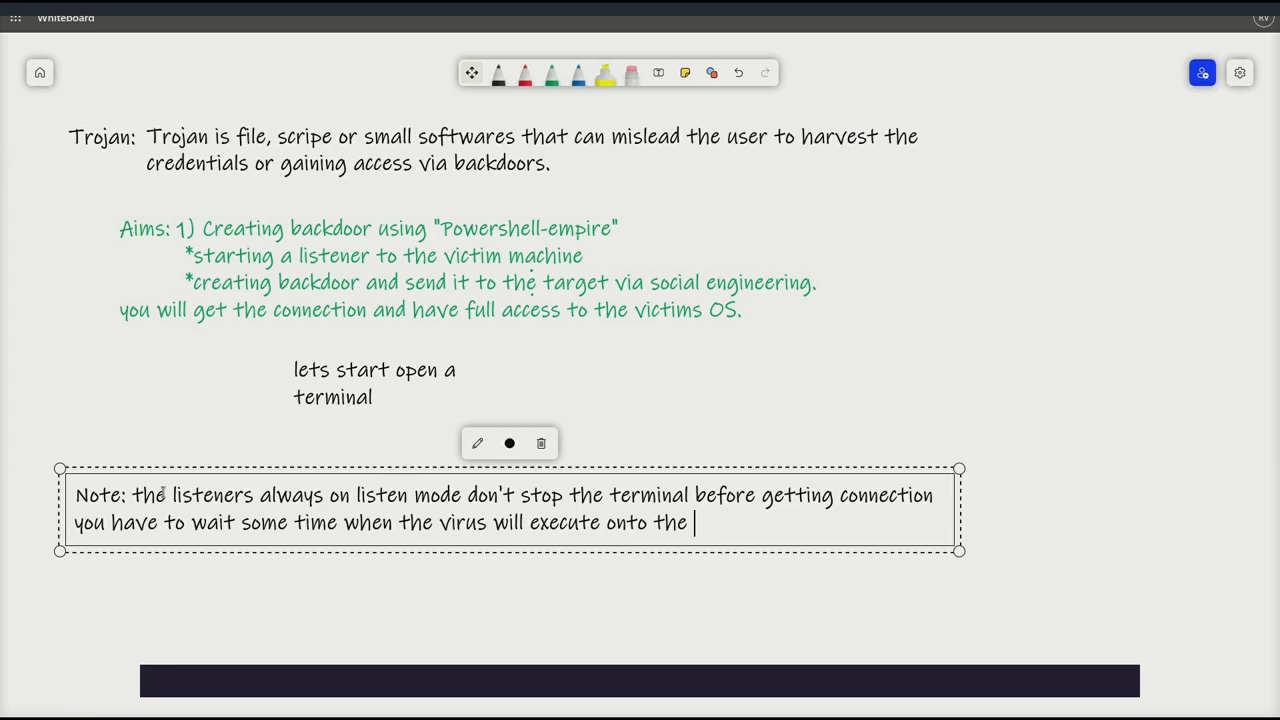 Whiteboard
RV
Trojan: Trojan is file, scripe or small softwares that can mislead the user to harvest the
credentials or gaining access via backdoors.
Aims: 1) Creating backdoor using "Powershell-empire"
*starting a listener to the victim machine
*creating backdoor and send it to the target via social engineering.
you will get the connection and have full access to the victims OS.
lets start open a
terminal
Note: the listeners always on listen mode don't stop the terminal before getting connection
you have to wait some time when the virus will execute onto the